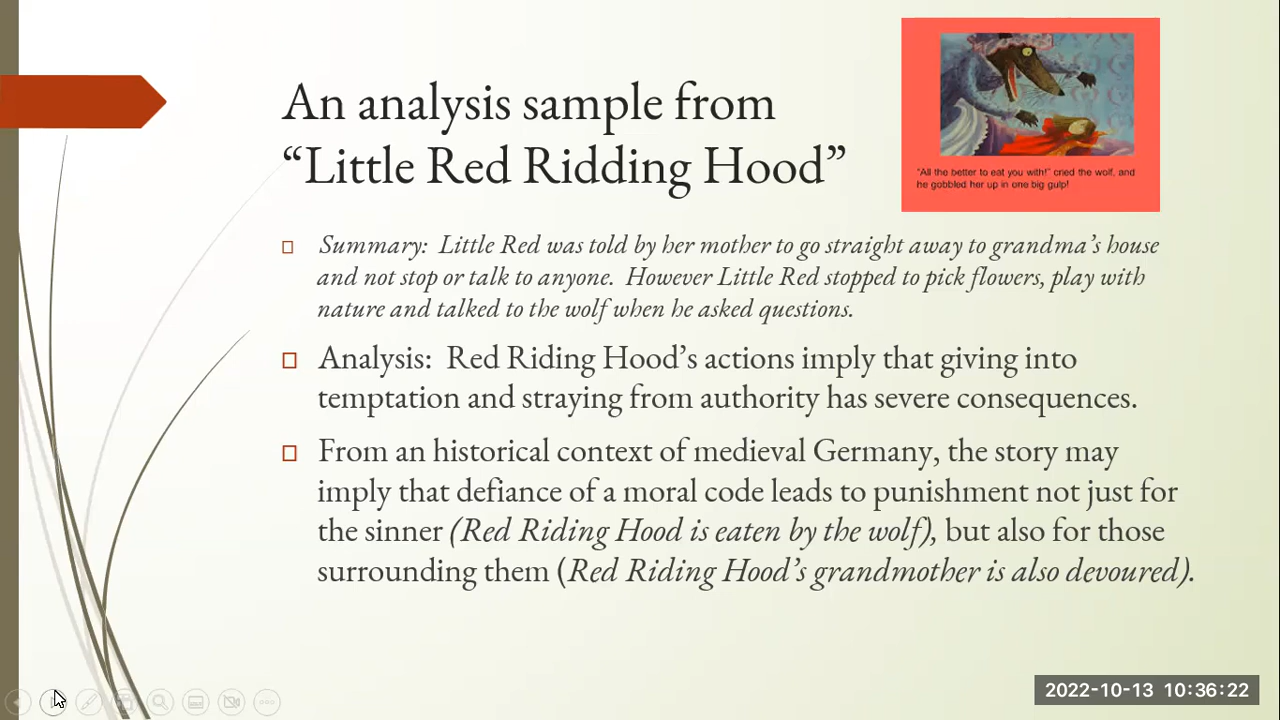 An analysis sample from
“Little Red Ridding Hood”
"All the better to eat you with!" cried the wolf, and
he gobbled her up in one big gulp!
Summary:  Little Red was told by her mother to go straight away to grandma’s house
and not stop or talk to anyone.  However Little Red stopped to pick flowers, play with
nature and talked to the wolf when he asked questions.
Analysis:  Red Riding Hood’s actions imply that giving into
temptation and straying from authority has severe consequences.
From an historical context of medieval Germany, the story may
imply that defiance of a moral code leads to punishment not just for
the sinner (Red Riding Hood is eaten by the wolf), but also for those
surrounding them (Red Riding Hood’s grandmother is also devoured).
2022-10-13 10:36:22